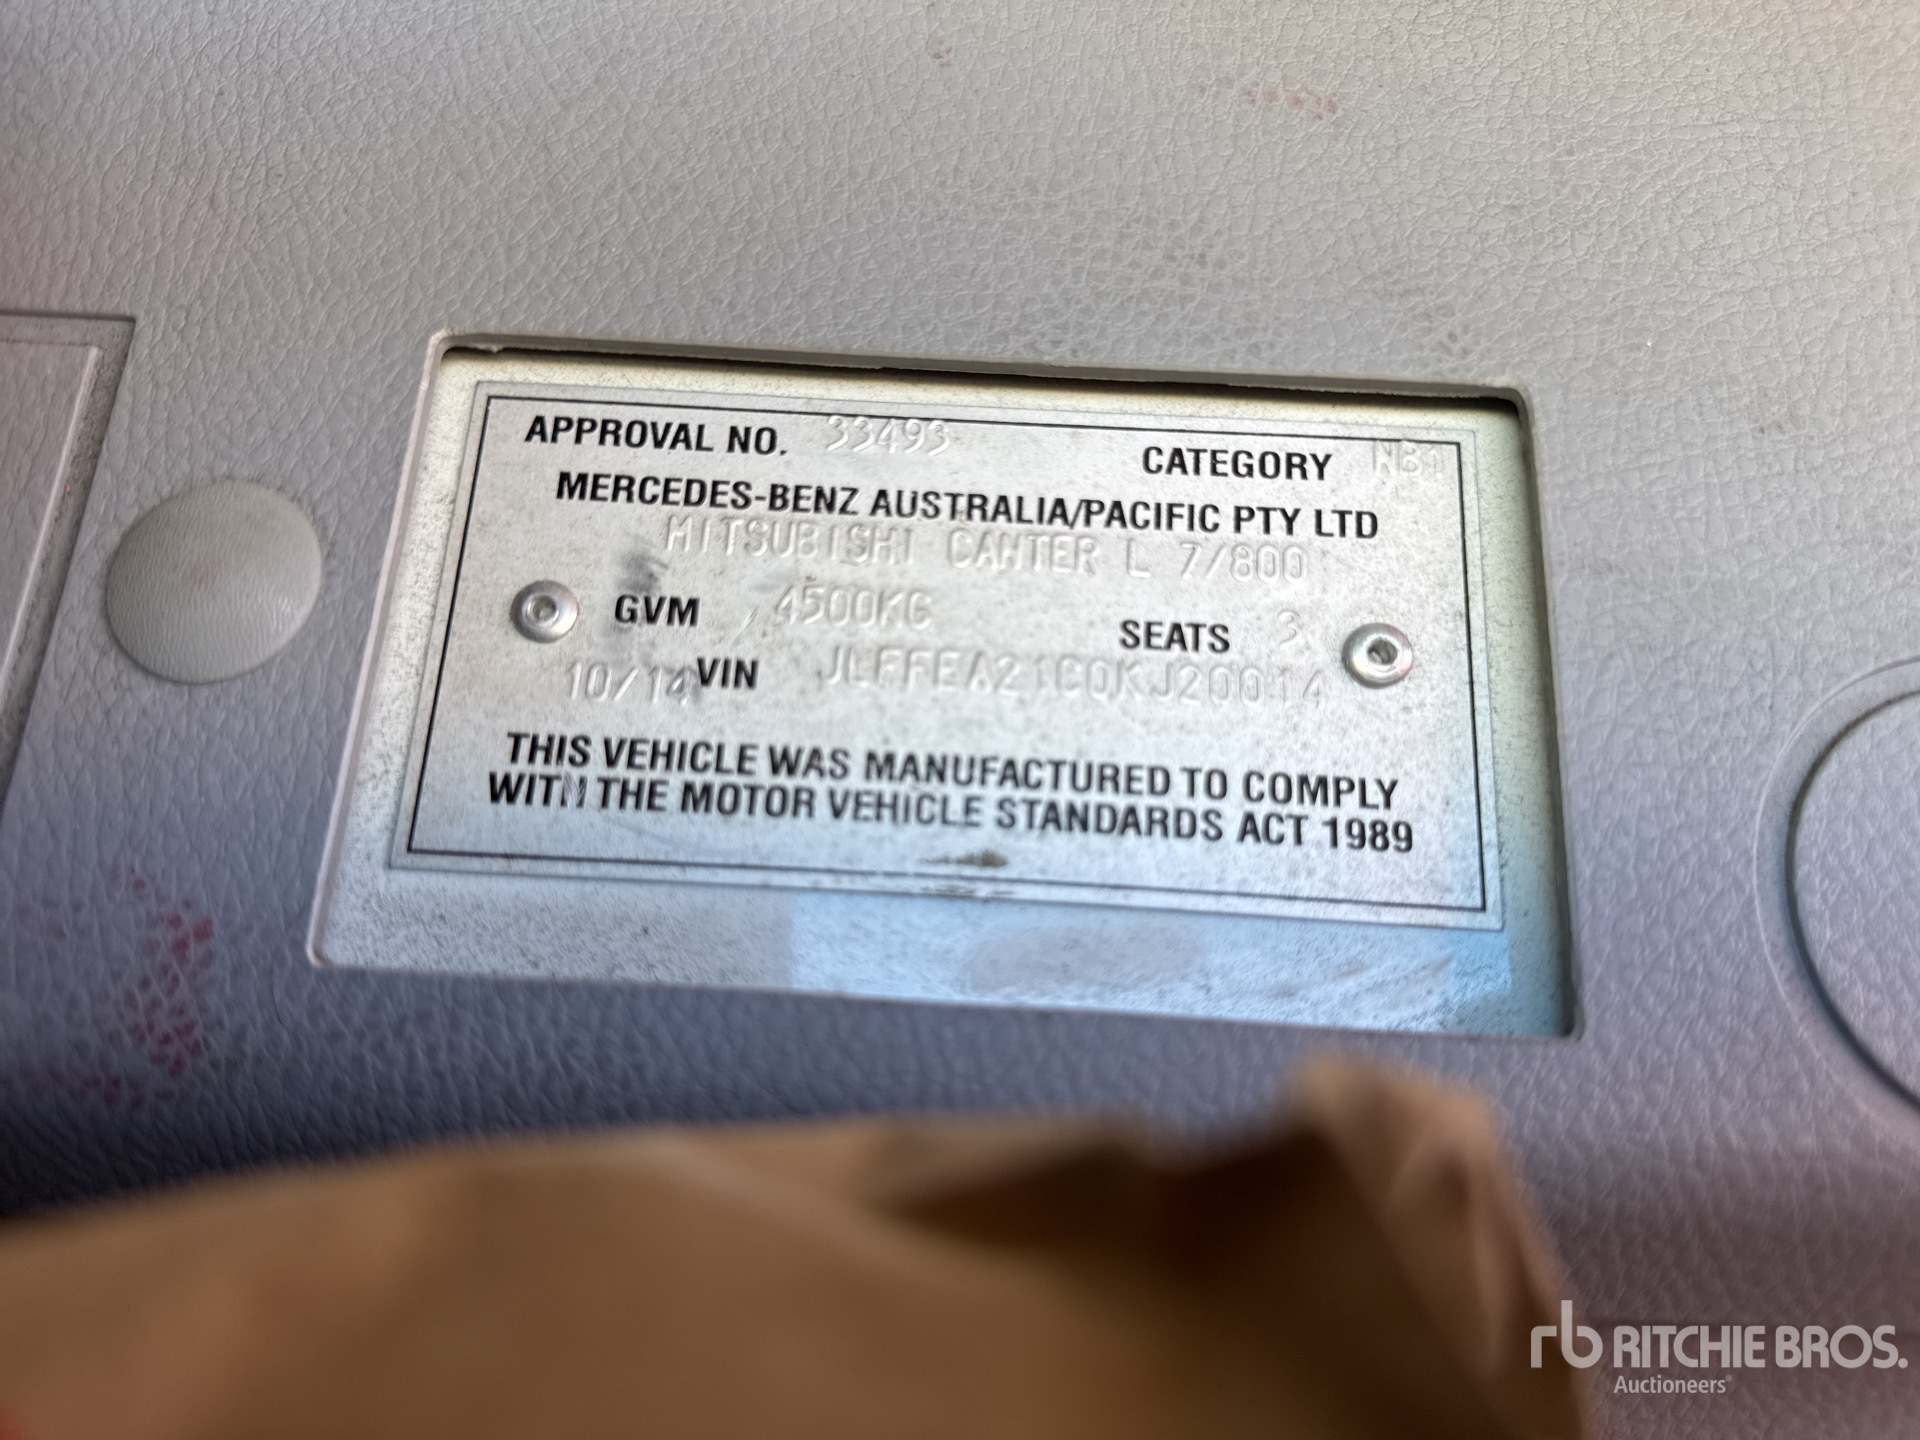 APPROVAL NO. 33493 CATEGORY NB1
MERCEDES-BENZ AUSTRALIA/PACIFIC PTY LTD
MITSUBISHI CANTER L 7/800
GVM 4500KG SEATS 3
10/14 VIN JLFFEA21C0KJ20014
THIS VEHICLE WAS MANUFACTURED TO COMPLY
WITH THE MOTOR VEHICLE STANDARDS ACT 1989
rb RITCHIE BROS.
Auctioneers